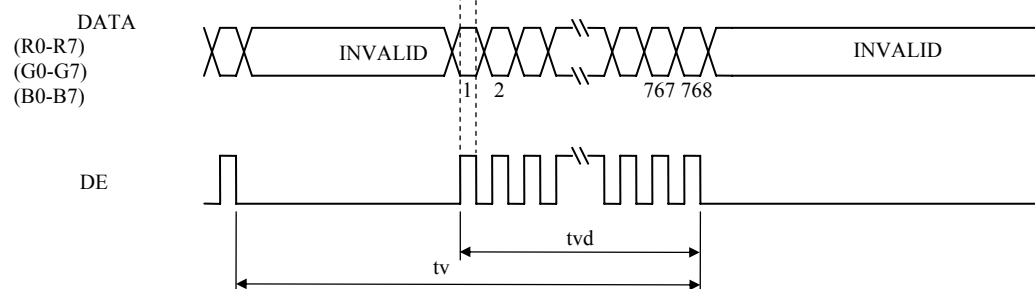 DATA
(R0-R7)
(G0-G7)
(B0-B7)
INVALID
INVALID
1 2 767 768
DE
tvd
tv